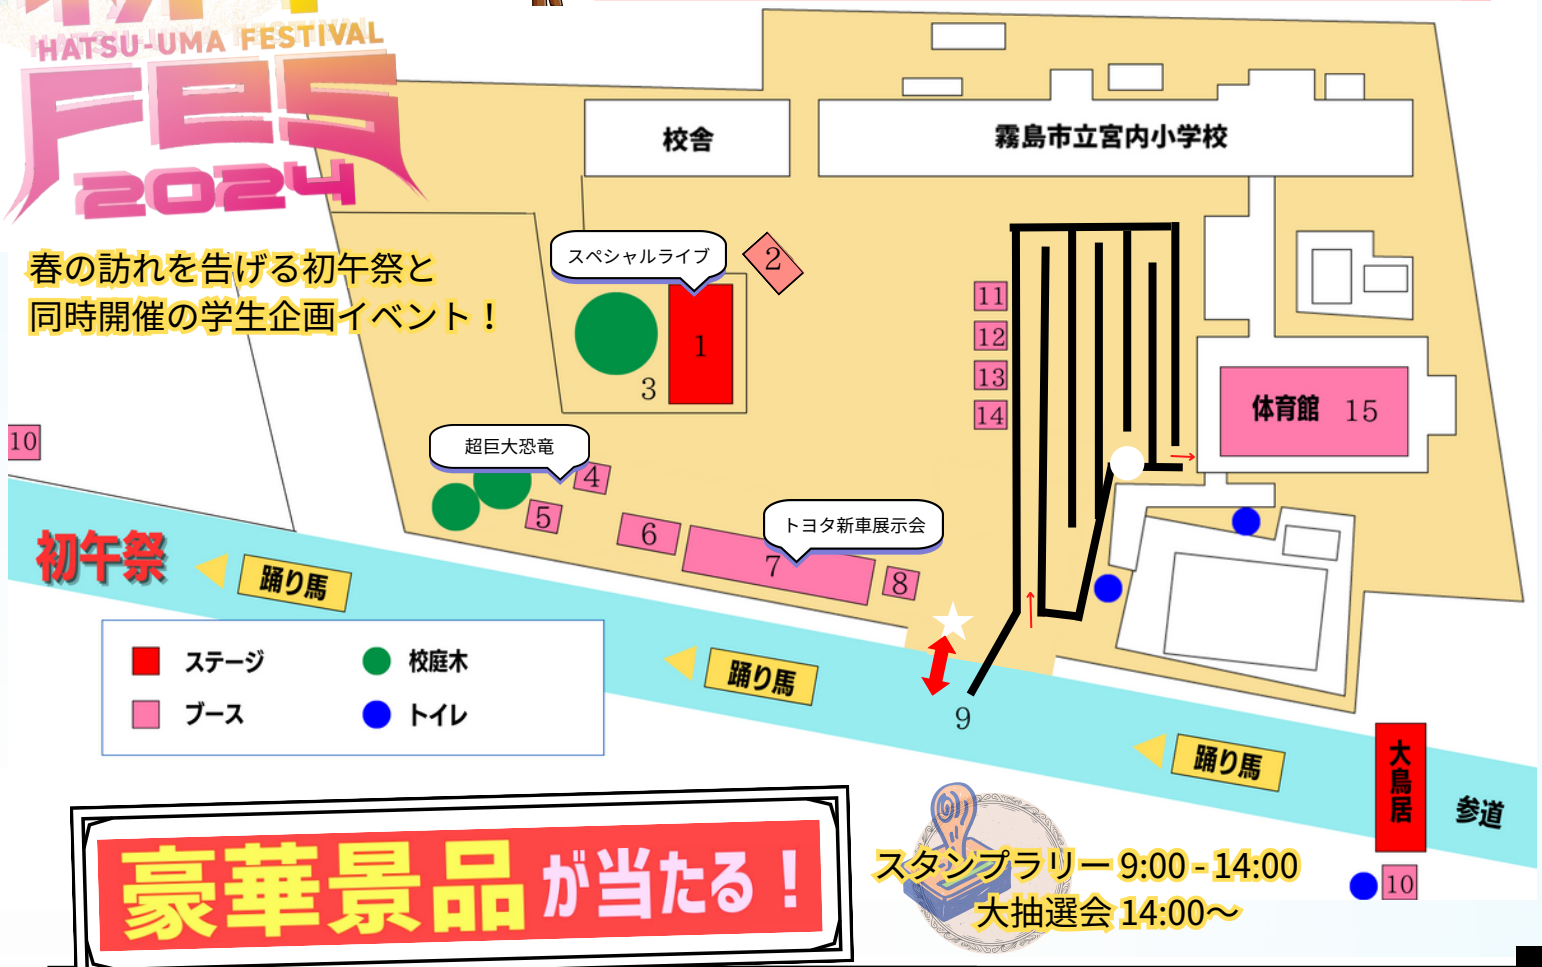 HATSU-UMA FESTIVAL
FES
2024
春の訪れを告げる初午祭と
同時開催の学生企画イベント！
校舎
霧島市立宮内小学校
スペシャルライブ
2
1
3
11
12
13
14
体育館 15
10
超巨大恐竜
4
5
6
トヨタ新車展示会
7
8
初午祭
踊り馬
踊り馬
9
踊り馬
ステージ
校庭木
ブース
トイレ
大鳥居
参道
10
豪華景品が当たる！
スタンプラリー 9:00 - 14:00
大抽選会 14:00～